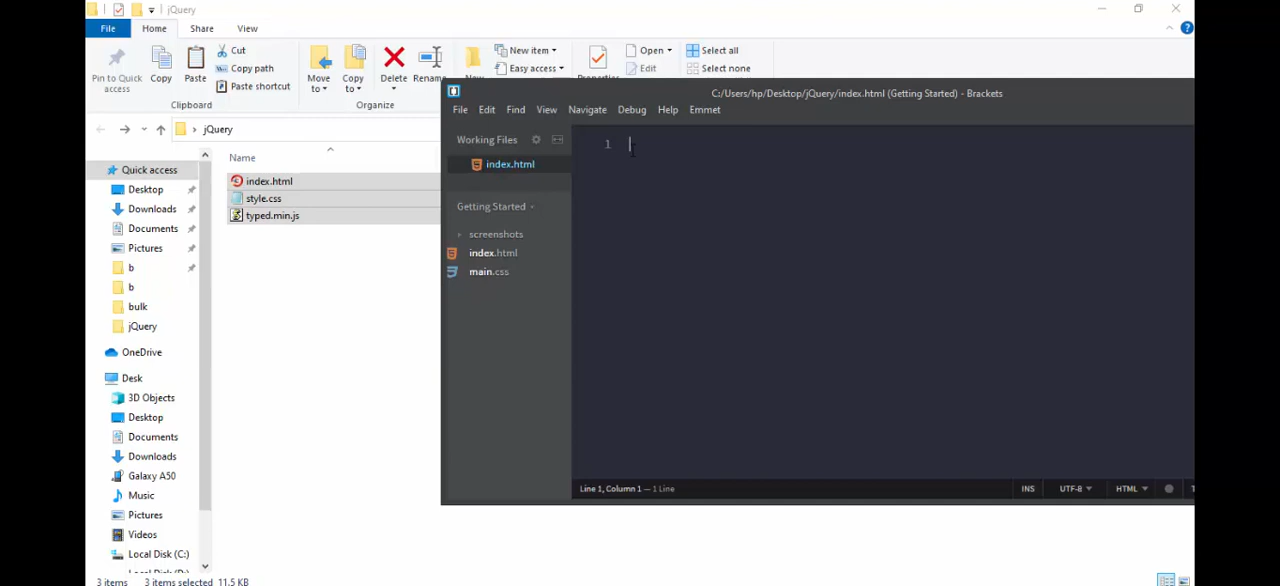 jQuery
File Home Share View
Pin to Quick access
Copy
Paste
Cut
Copy path
Paste shortcut
Clipboard
Move to
Copy to
Delete
Rename
Organize
New item
Easy access
Open
Edit
Select all
Select none
jQuery
Name
index.html
style.css
typed.min.js
Quick access
Desktop
Downloads
Documents
Pictures
b
b
bulk
jQuery
OneDrive
Desk
3D Objects
Desktop
Documents
Downloads
Galaxy A50
Music
Pictures
Videos
Local Disk (C:)
3 items 3 items selected 11.5 KB
C:/Users/hp/Desktop/jQuery/index.html (Getting Started) - Brackets
File Edit Find View Navigate Debug Help Emmet
Working Files
index.html
Getting Started
screenshots
index.html
main.css
1
Line 1, Column 1 — 1 Line
INS UTF-8 HTML